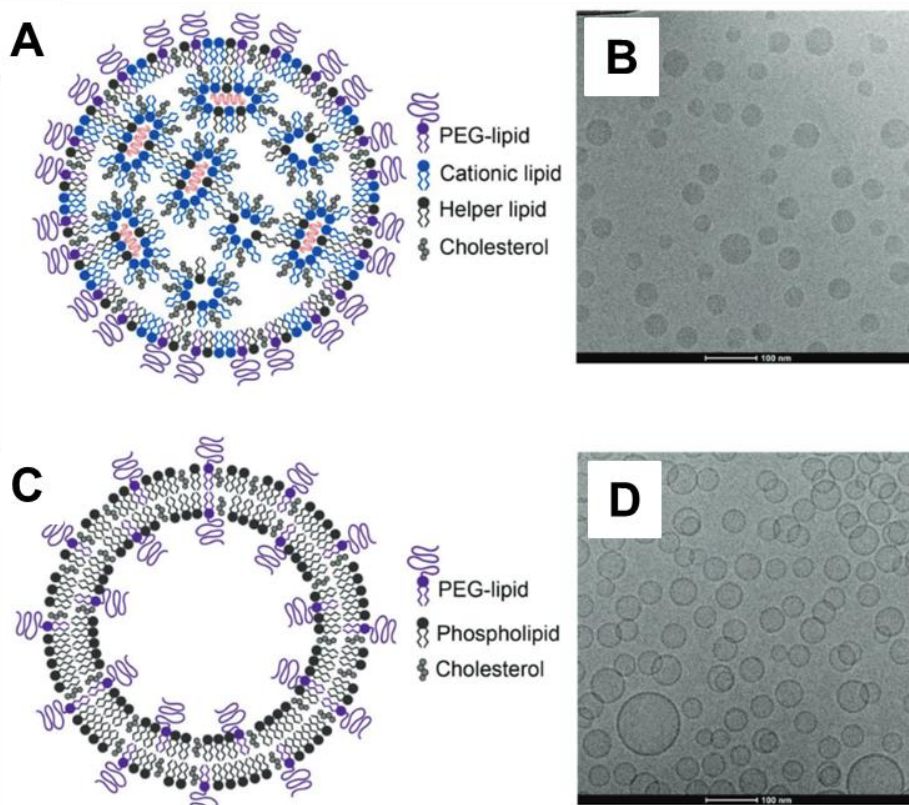 A
PEG-lipid
Cationic lipid
Helper lipid
Cholesterol
B
100 nm
C
PEG-lipid
Phospholipid
Cholesterol
D
100 nm